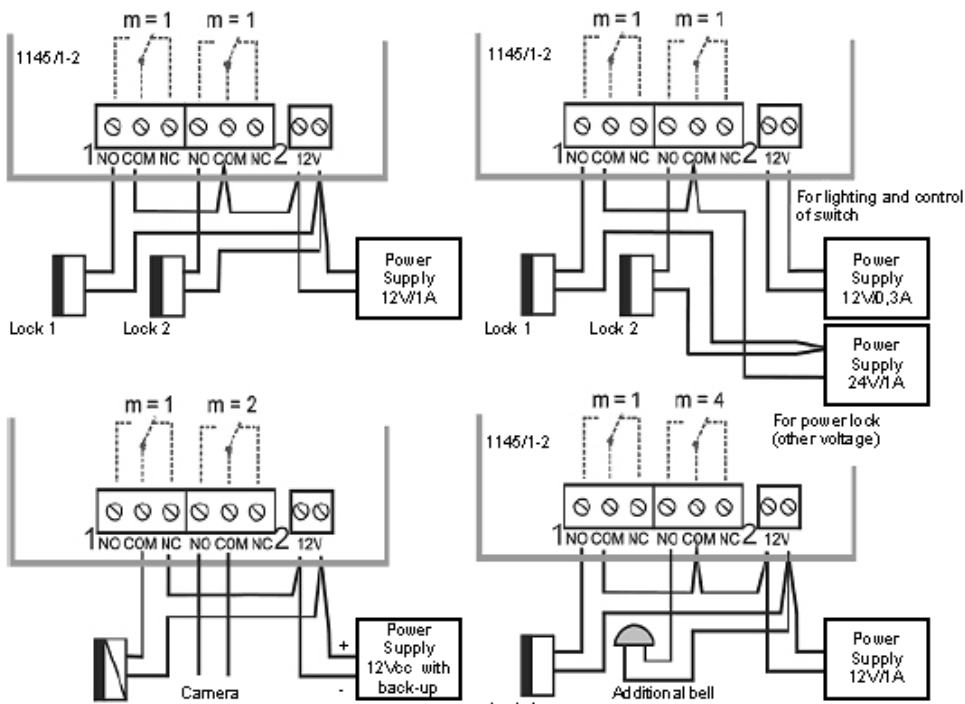 m = 1 m = 1
1145/1-2
1 NO COM NC NO COM NC 2 12V
Lock 1
Lock 2
Power
Supply
12V/1A
m = 1 m = 1
1145/1-2
1 NO COM NC NO COM NC 2 12V
For lighting and control
of switch
Lock 1
Lock 2
Power
Supply
12V/0,3A
Power
Supply
24V/1A
For power lock
(other voltage)
m = 1 m = 2
1 NO COM NC NO COM NC 2 12V
Camera
+
-
Power
Supply
12Vcc with
back-up
m = 1 m = 4
1145/1-2
1 NO COM NC NO COM NC 2 12V
Additional bell
Power
Supply
12V/1A